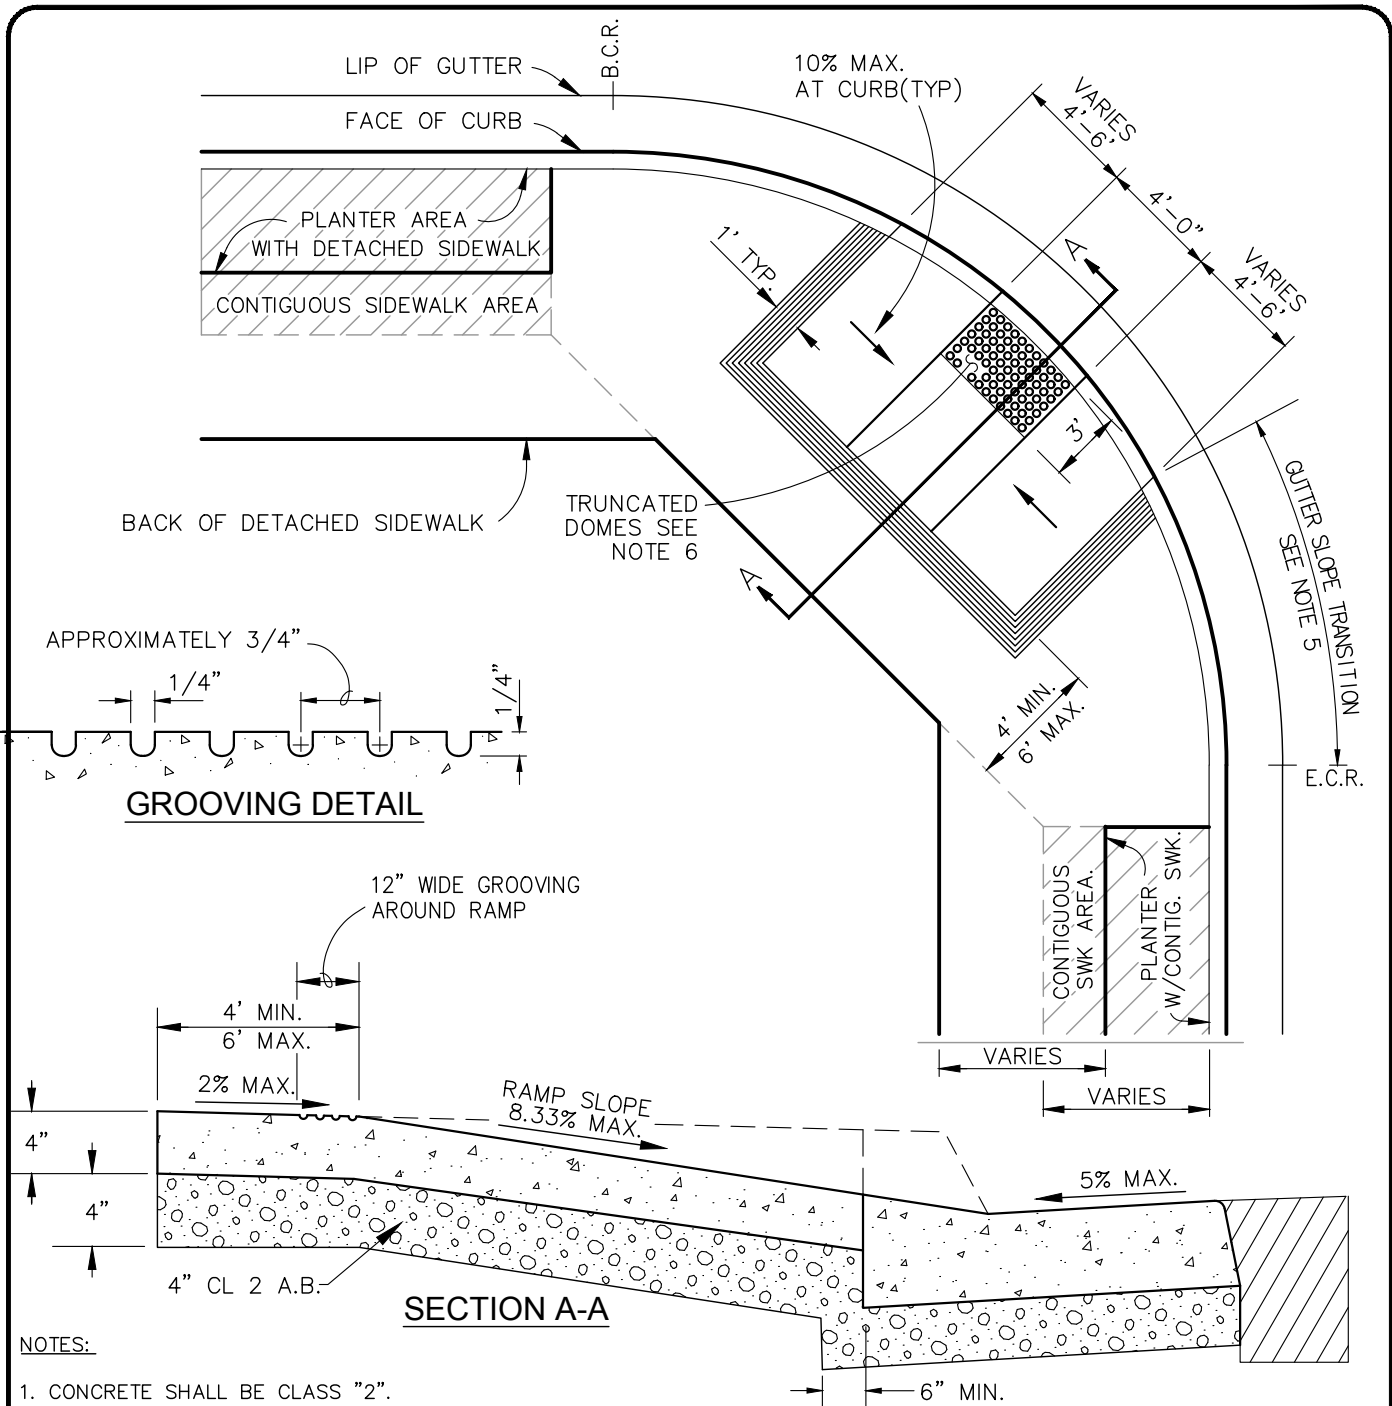 LIP OF GUTTER
B.C.R.
FACE OF CURB
10% MAX.
AT CURB(TYP)
VARIES
4'-6'
4'-0"
VARIES
4'-6'
PLANTER AREA
WITH DETACHED SIDEWALK
CONTIGUOUS SIDEWALK AREA
1' TYP.
A
3'
BACK OF DETACHED SIDEWALK
TRUNCATED
DOMES SEE
NOTE 6
A
GUTTER SLOPE TRANSITION
SEE NOTE 5
4' MIN.
6' MAX.
E.C.R.
APPROXIMATELY 3/4"
1/4"
1/4"
GROOVING DETAIL
CONTIGUOUS
SWK AREA.
PLANTER
W/CONTIG. SWK.
VARIES
VARIES
12" WIDE GROOVING
AROUND RAMP
4' MIN.
6' MAX.
2% MAX.
RAMP SLOPE
8.33% MAX.
5% MAX.
4"
4"
4" CL 2 A.B.
SECTION A-A
6" MIN.
NOTES:
1. CONCRETE SHALL BE CLASS "2".